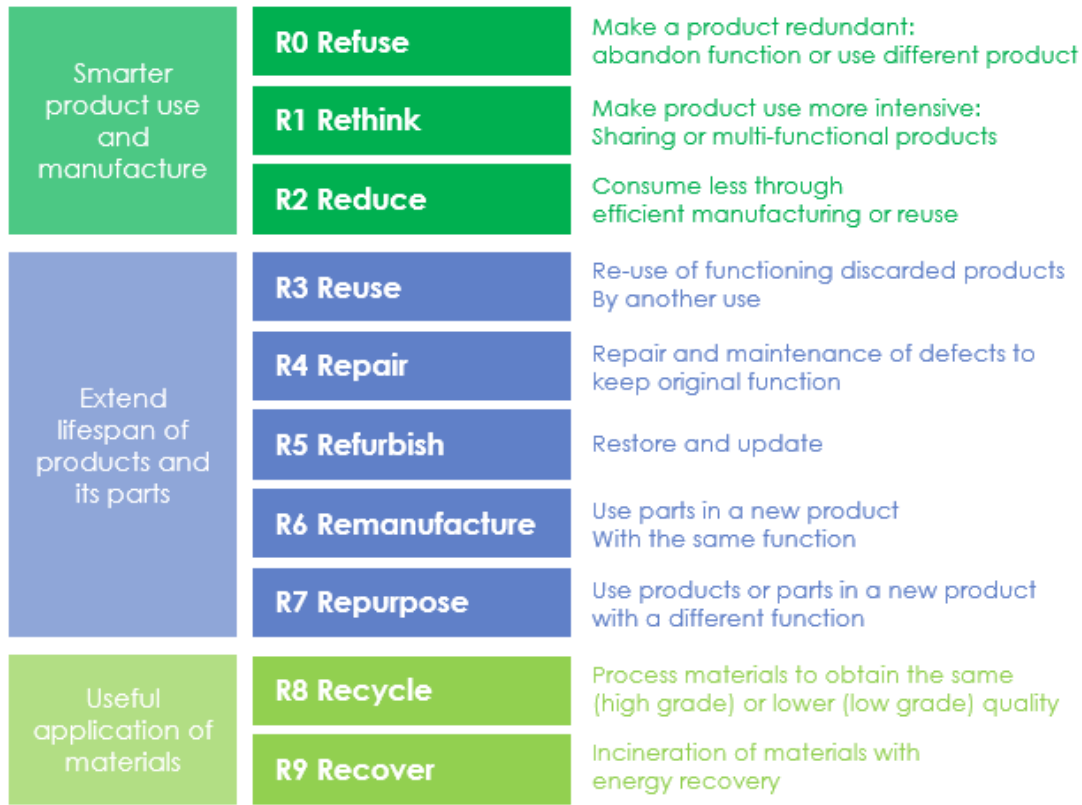 Smarter
product use
and
manufacture
R0 Refuse
Make a product redundant:
abandon function or use different product
R1 Rethink
Make product use more intensive:
Sharing or multi-functional products
R2 Reduce
Consume less through
efficient manufacturing or reuse
Extend
lifespan of
products and
its parts
R3 Reuse
Re-use of functioning discarded products
By another use
R4 Repair
Repair and maintenance of defects to
keep original function
R5 Refurbish
Restore and update
R6 Remanufacture
Use parts in a new product
With the same function
R7 Repurpose
Use products or parts in a new product
with a different function
Useful
application of
materials
R8 Recycle
Process materials to obtain the same
(high grade) or lower (low grade) quality
R9 Recover
Incineration of materials with
energy recovery